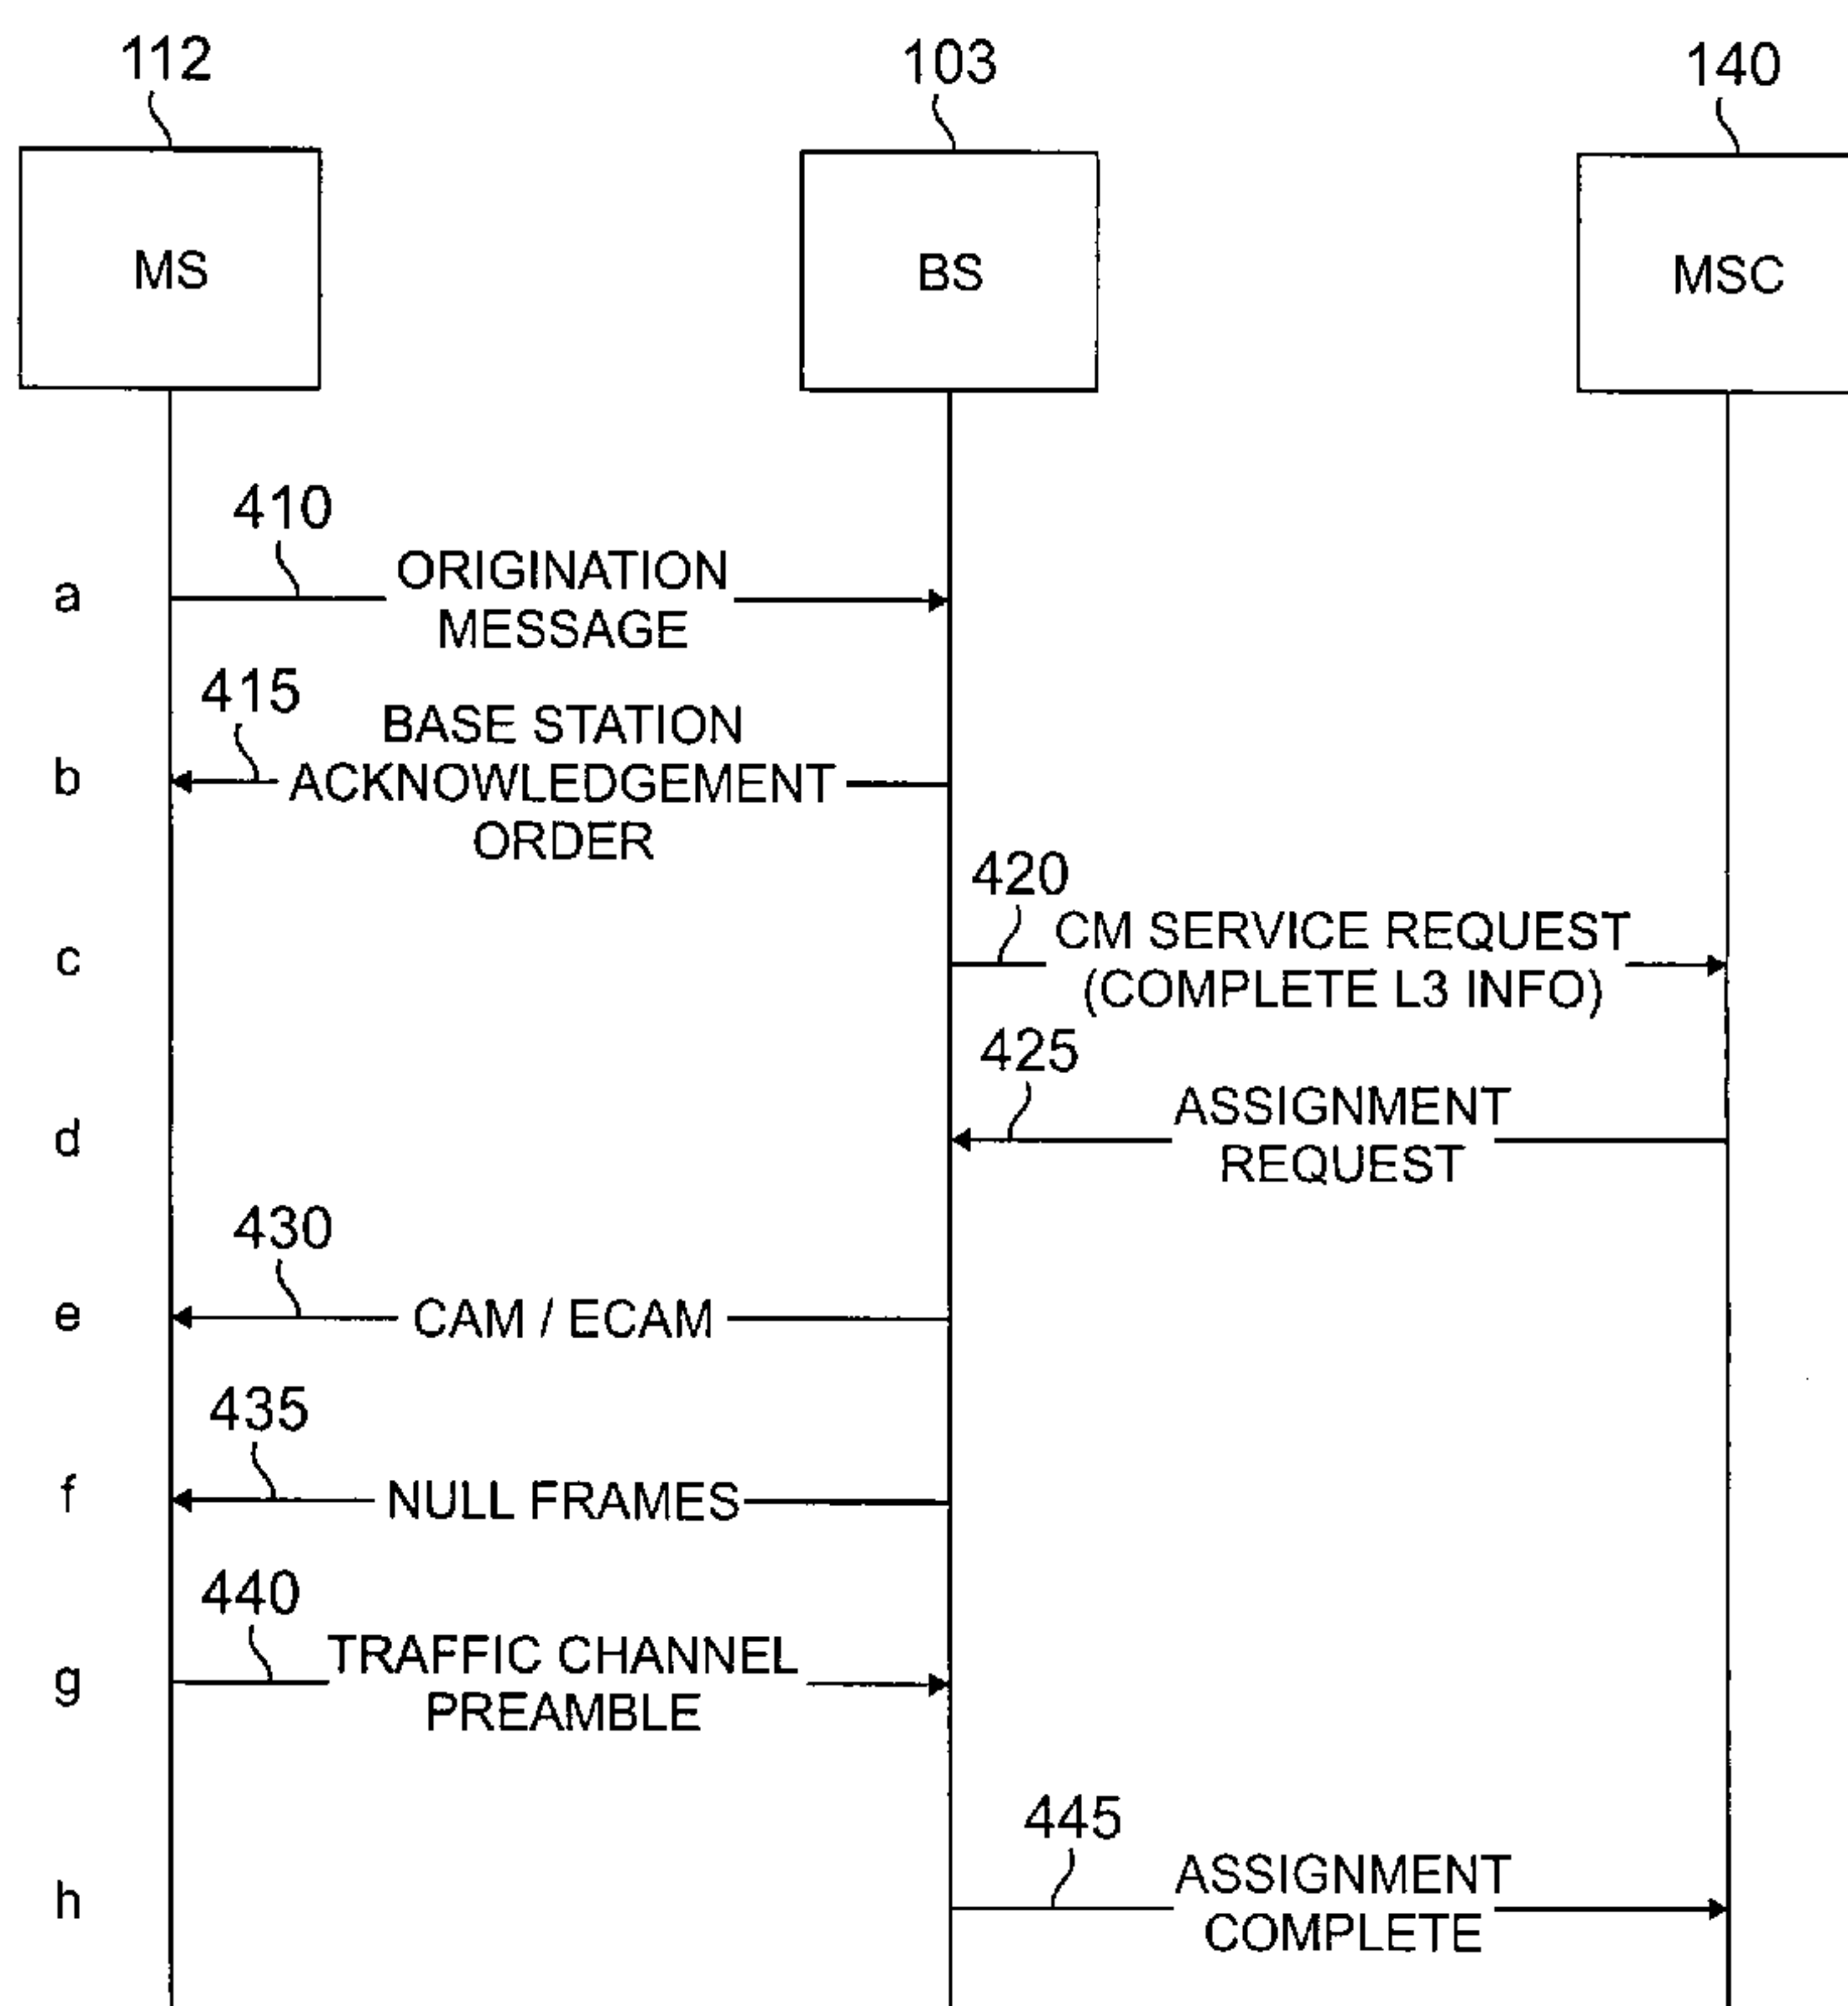 112
103
140
MS
BS
MSC
410
a
ORIGINATION
MESSAGE
415
b
BASE STATION
ACKNOWLEDGEMENT
ORDER
420
c
CM SERVICE REQUEST
(COMPLETE L3 INFO)
425
d
ASSIGNMENT
REQUEST
430
e
CAM / ECAM
435
f
NULL FRAMES
440
g
TRAFFIC CHANNEL
PREAMBLE
445
h
ASSIGNMENT
COMPLETE